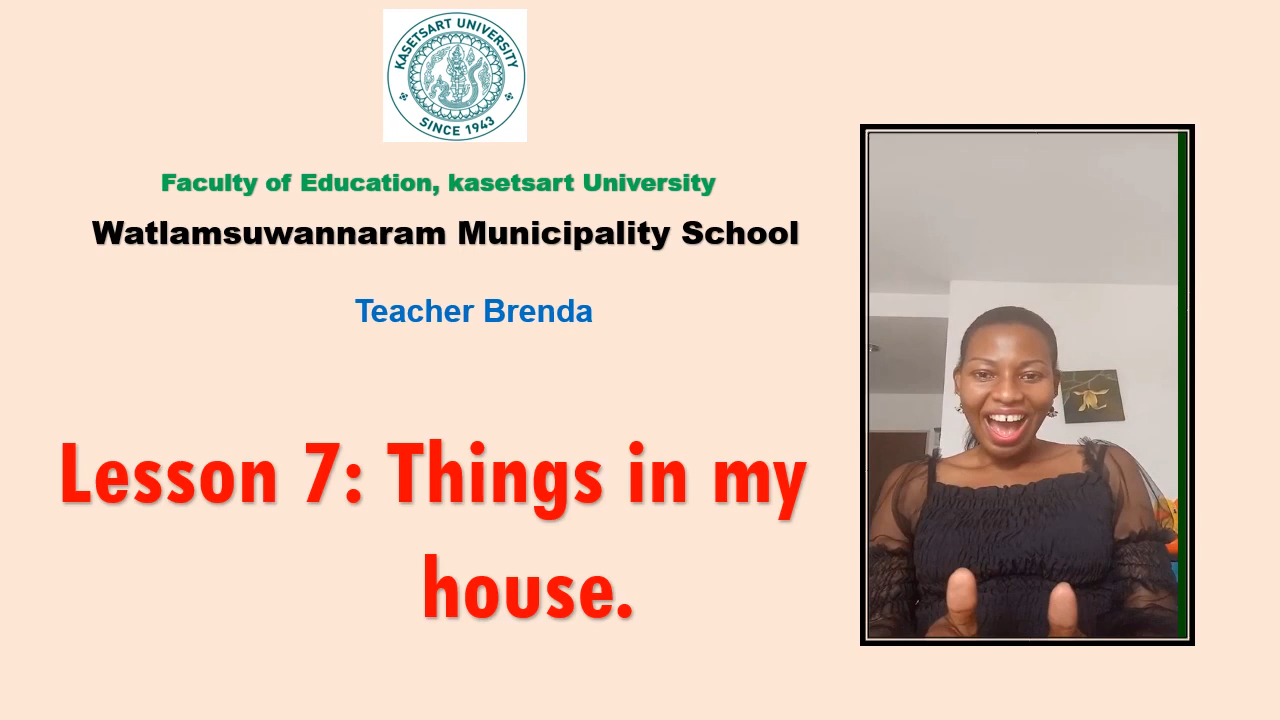 KASETSART UNIVERSITY
SINCE 1943
Faculty of Education, kasetsart University
Watlamsuwannaram Municipality School
Teacher Brenda
Lesson 7: Things in my
house.